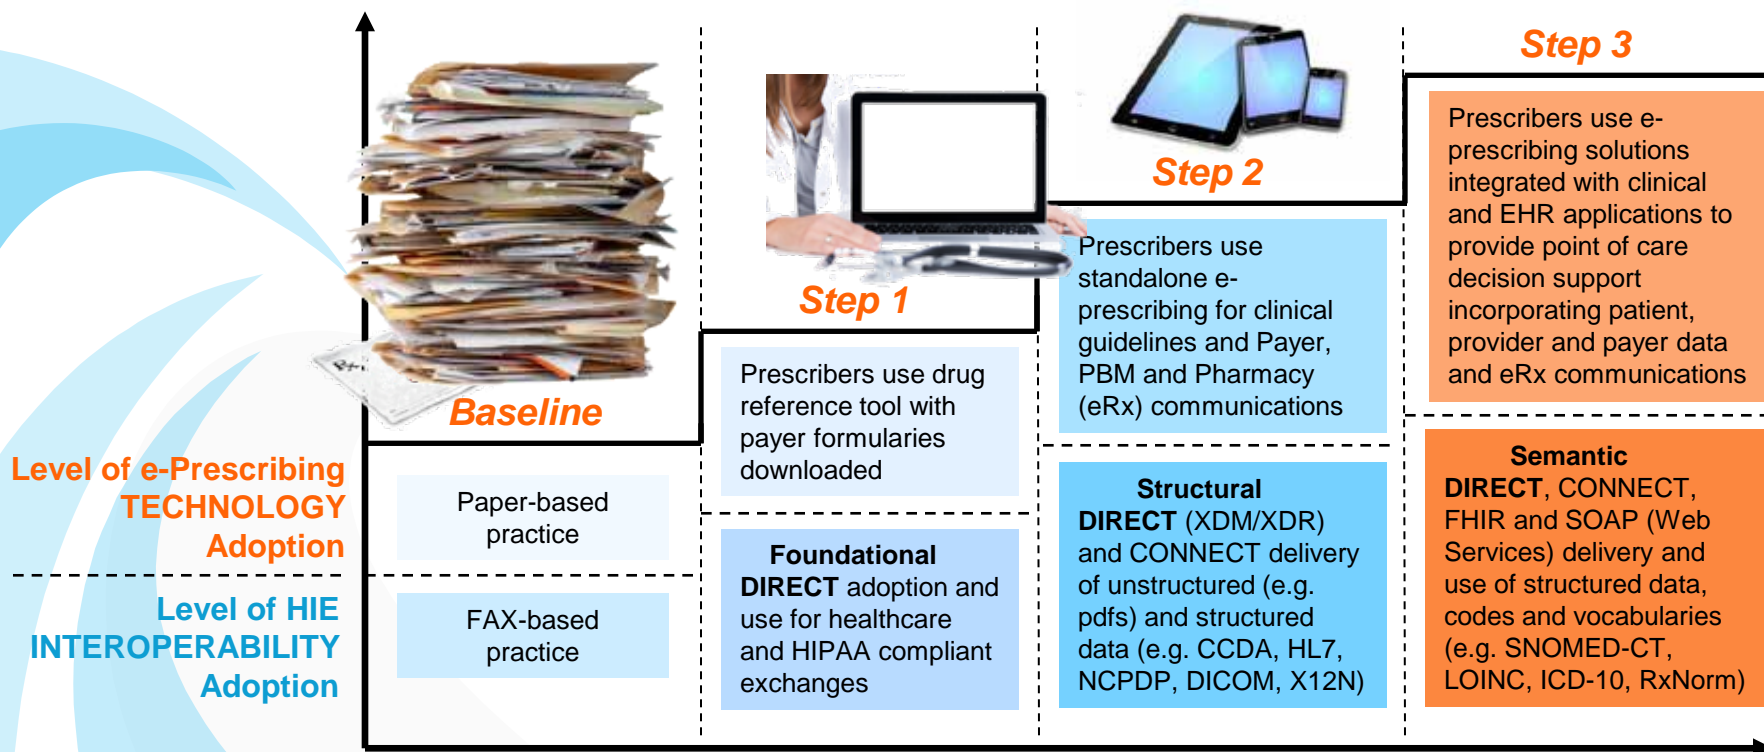 Step 3
Prescribers use e-
prescribing solutions
integrated with clinical
and EHR applications to
provide point of care
decision support
incorporating patient,
provider and payer data
and eRx communications
Step 2
Prescribers use
standalone e-
prescribing for clinical
guidelines and Payer,
PBM and Pharmacy
(eRx) communications
Step 1
Prescribers use drug
reference tool with
payer formularies
downloaded
Baseline
Level of e-Prescribing
TECHNOLOGY
Adoption
Paper-based
practice
Level of HIE
INTEROPERABILITY
Adoption
FAX-based
practice
Foundational
DIRECT adoption and
use for healthcare
and HIPAA compliant
exchanges
Structural
DIRECT (XDM/XDR)
and CONNECT delivery
of unstructured (e.g.
pdfs) and structured
data (e.g. CCDA, HL7,
NCPDP, DICOM, X12N)
Semantic
DIRECT, CONNECT,
FHIR and SOAP (Web
Services) delivery and
use of structured data,
codes and vocabularies
(e.g. SNOMED-CT,
LOINC, ICD-10, RxNorm)